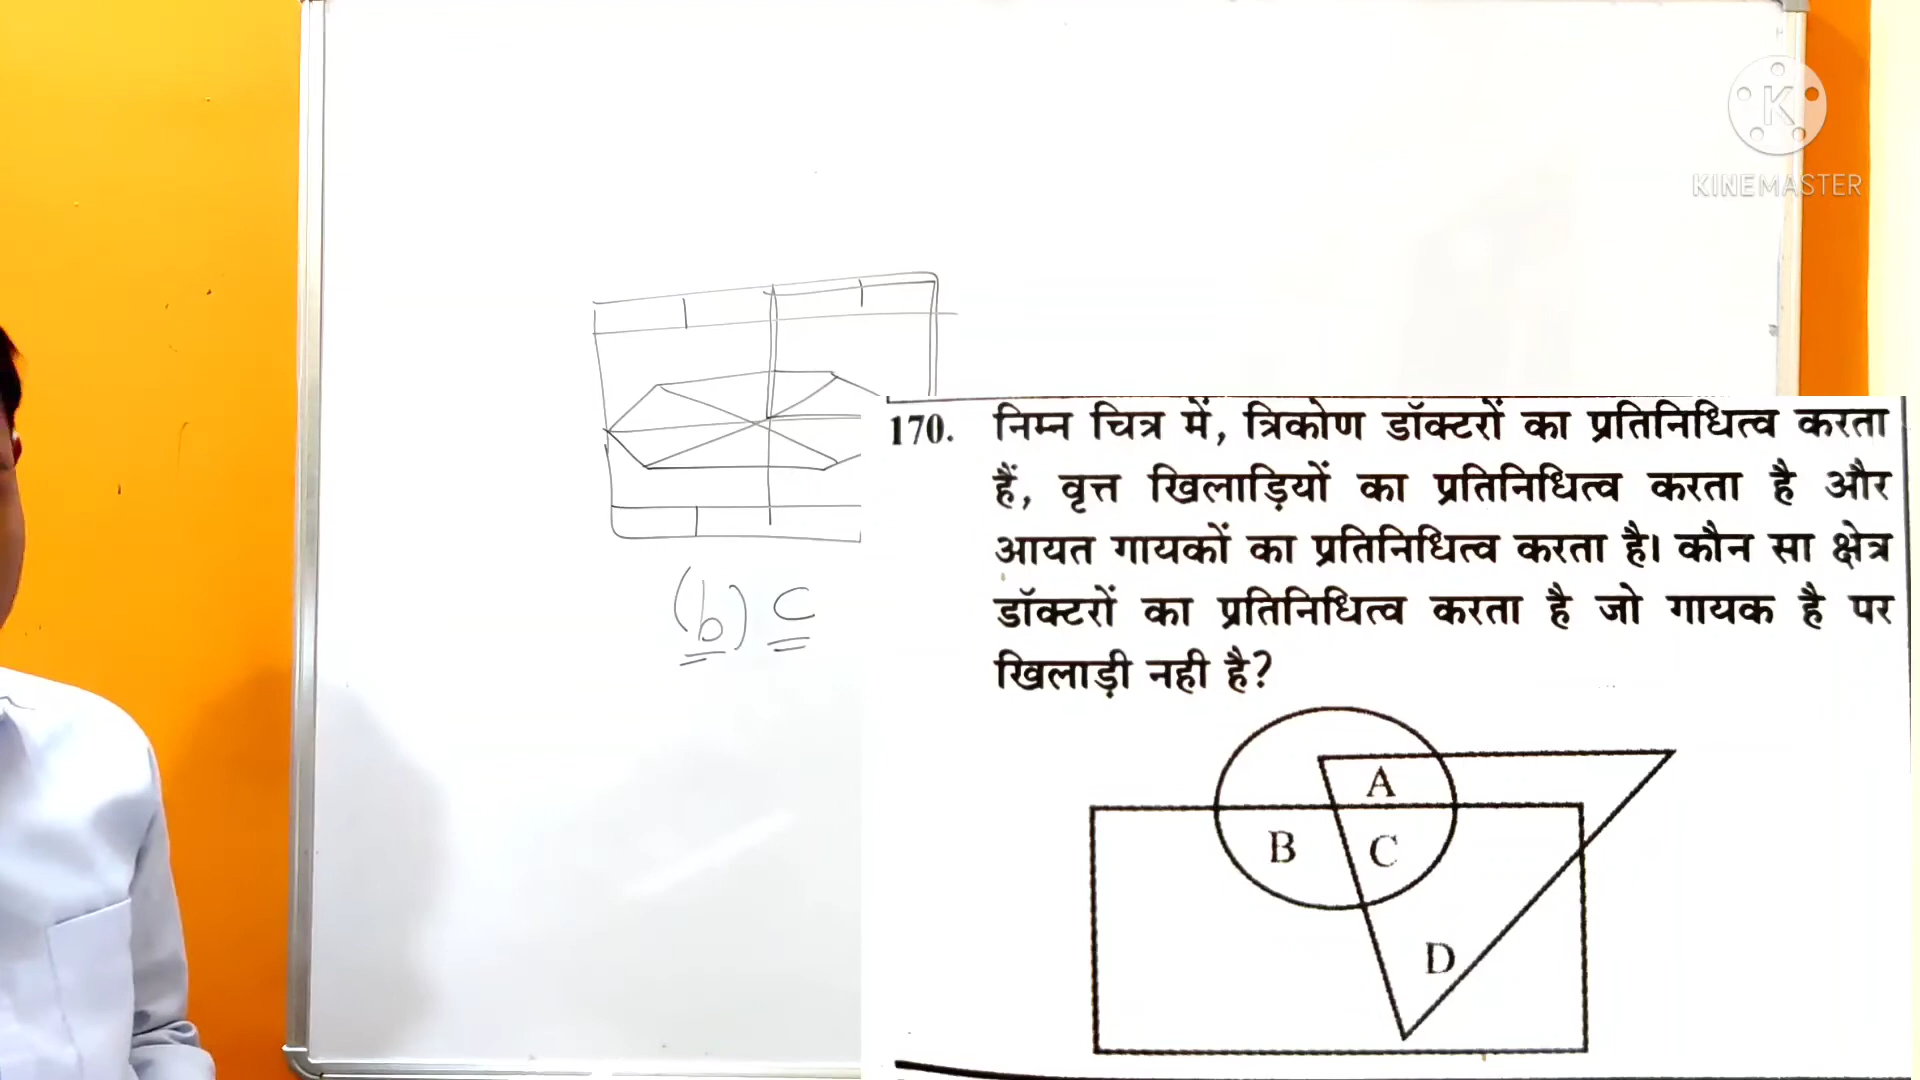 KINEMASTER
170. निम्न चित्र में, त्रिकोण डॉक्टरों का प्रतिनिधित्व करता
हैं, वृत्त खिलाड़ियों का प्रतिनिधित्व करता है और
आयत गायकों का प्रतिनिधित्व करता है। कौन सा क्षेत्र
डॉक्टरों का प्रतिनिधित्व करता है जो गायक है पर
खिलाड़ी नही है?
(b) c
A
B C
D